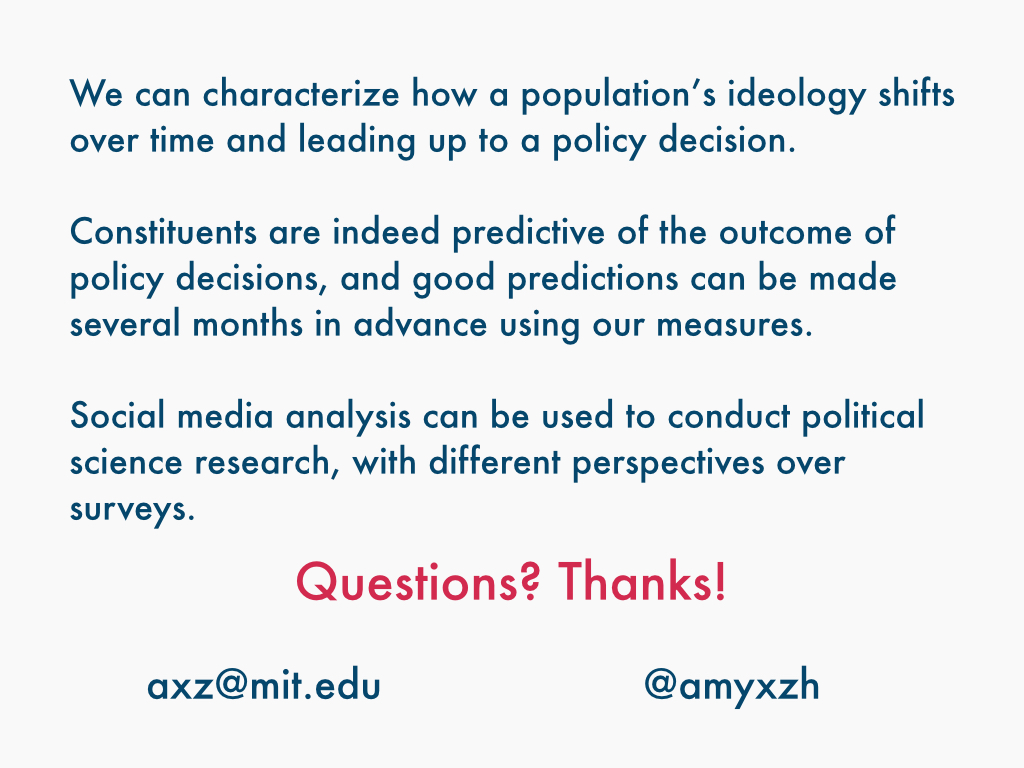 We can characterize how a population’s ideology shifts
over time and leading up to a policy decision.
Constituents are indeed predictive of the outcome of
policy decisions, and good predictions can be made
several months in advance using our measures.
Social media analysis can be used to conduct political
science research, with different perspectives over
surveys.
Questions? Thanks!
axz@mit.edu
@amyxzh